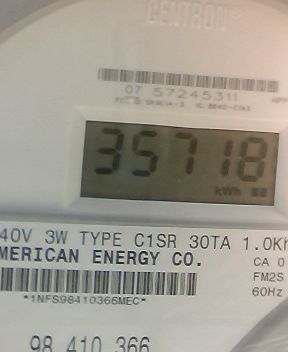 CENTRON
07 57245311
35718
kWh
40V 3W TYPE C1SR 30TA 1.0Kh
MERICAN ENERGY CO.
CA 0
FM2S
60Hz
*1NFS98410366MEC*
98 410 366